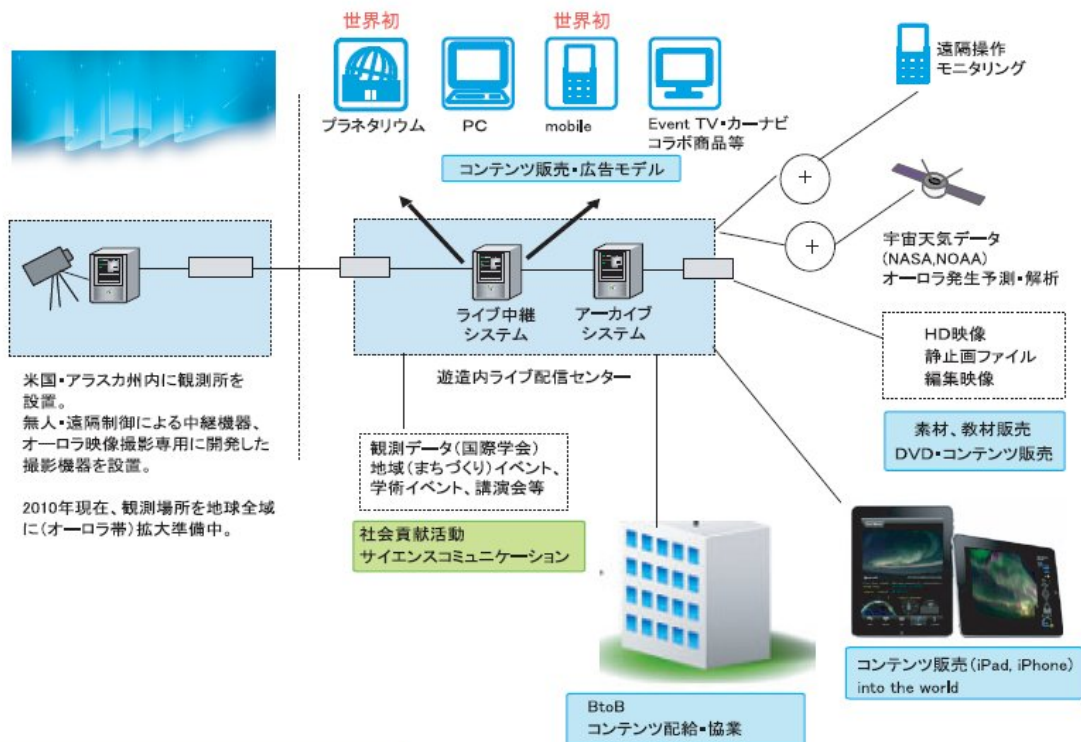 世界初
世界初
プラネタリウム
PC
mobile
Event TV・カーナビ
コラボ商品等
コンテンツ販売・広告モデル
遠隔操作
モニタリング
＋
＋
宇宙天気データ
(NASA,NOAA)
オーロラ発生予測・解析
ライブ中継
システム
アーカイブ
システム
遊造内ライブ配信センター
米国・アラスカ州内に観測所を
設置。
無人・遠隔制御による中継機器、
オーロラ映像撮影専用に開発した
撮影機器を設置。
2010年現在、観測場所を地球全域
に(オーロラ帯)拡大準備中。
観測データ(国際学会)
地域(まちづくり)イベント、
学術イベント、講演会等
社会貢献活動
サイエンスコミュニケーション
HD映像
静止画ファイル
編集映像
素材、教材販売
DVD・コンテンツ販売
BtoB
コンテンツ配給・協業
コンテンツ販売(iPad, iPhone)
into the world